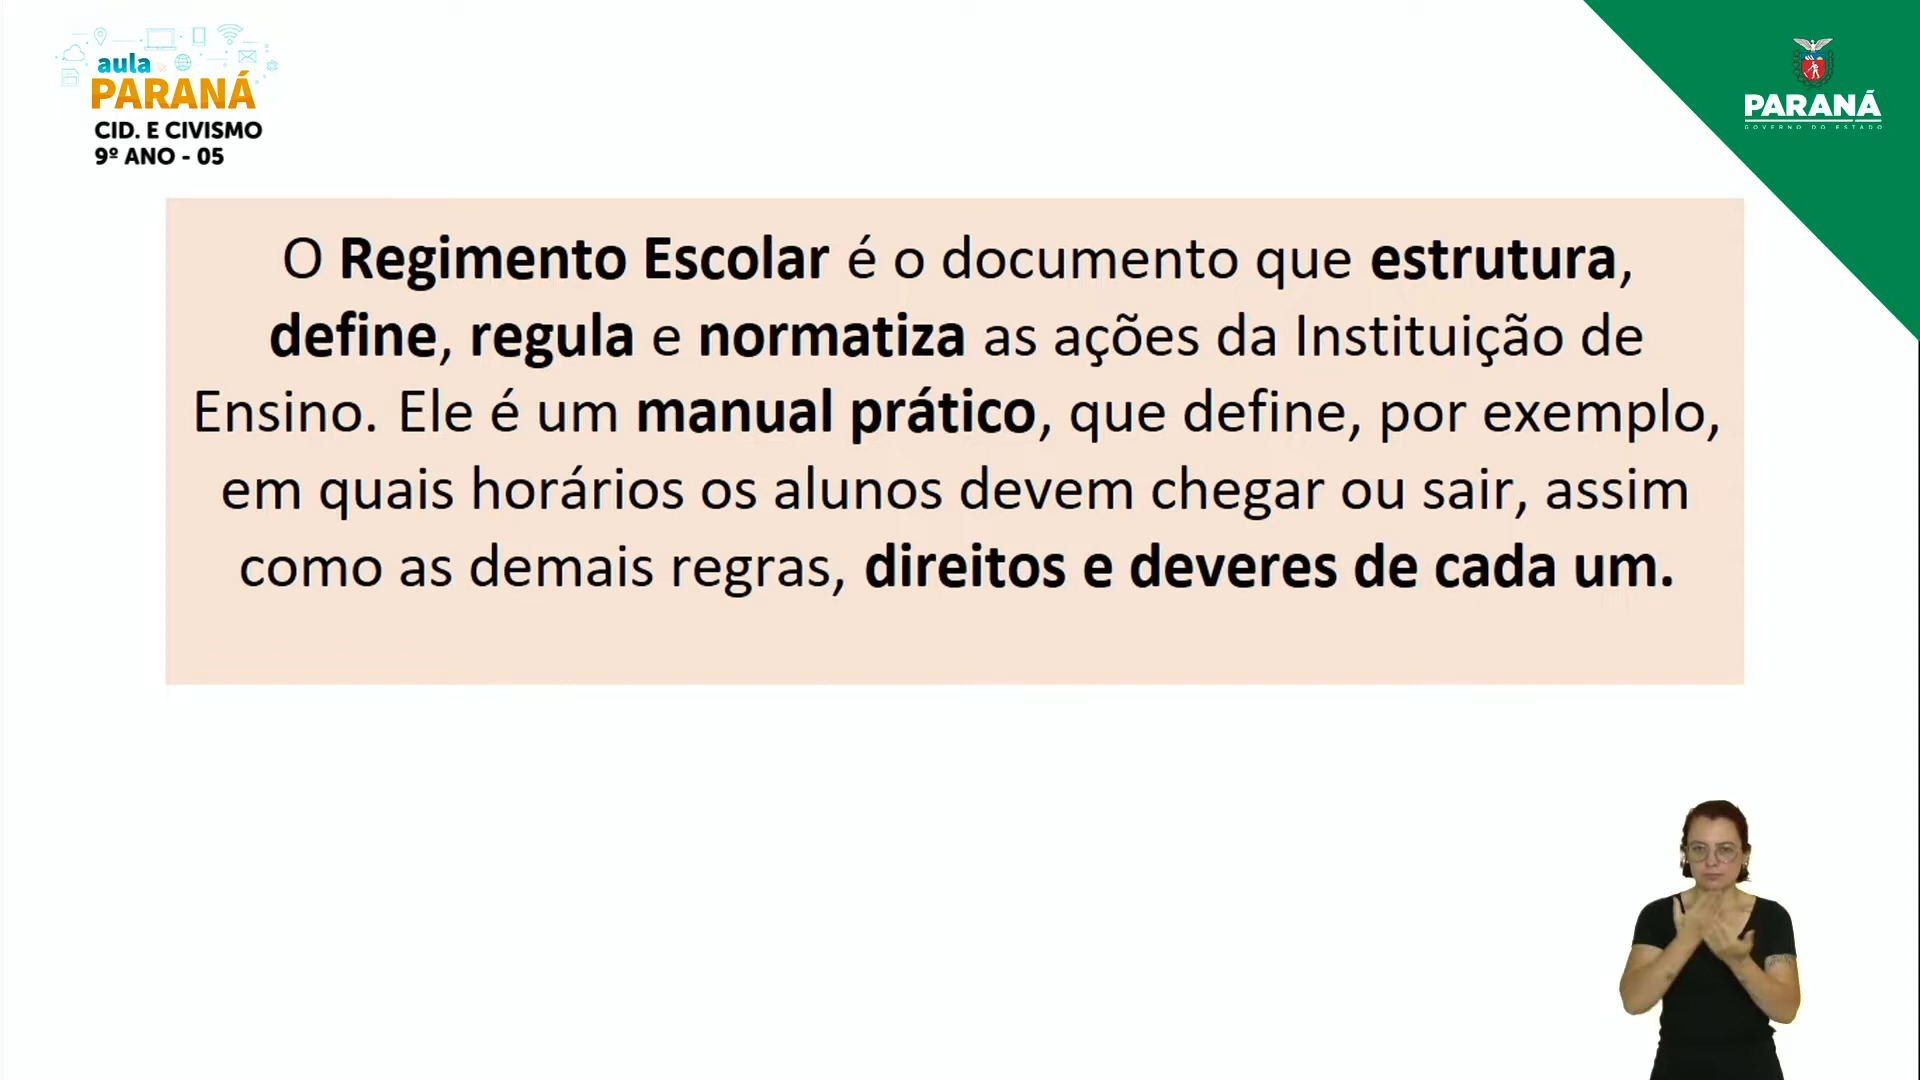 aula
PARANÁ
CID. E CIVISMO
9º ANO - 05
PARANÁ
GOVERNO DO ESTADO
O Regimento Escolar é o documento que estrutura,
define, regula e normatiza as ações da Instituição de
Ensino. Ele é um manual prático, que define, por exemplo,
em quais horários os alunos devem chegar ou sair, assim
como as demais regras, direitos e deveres de cada um.